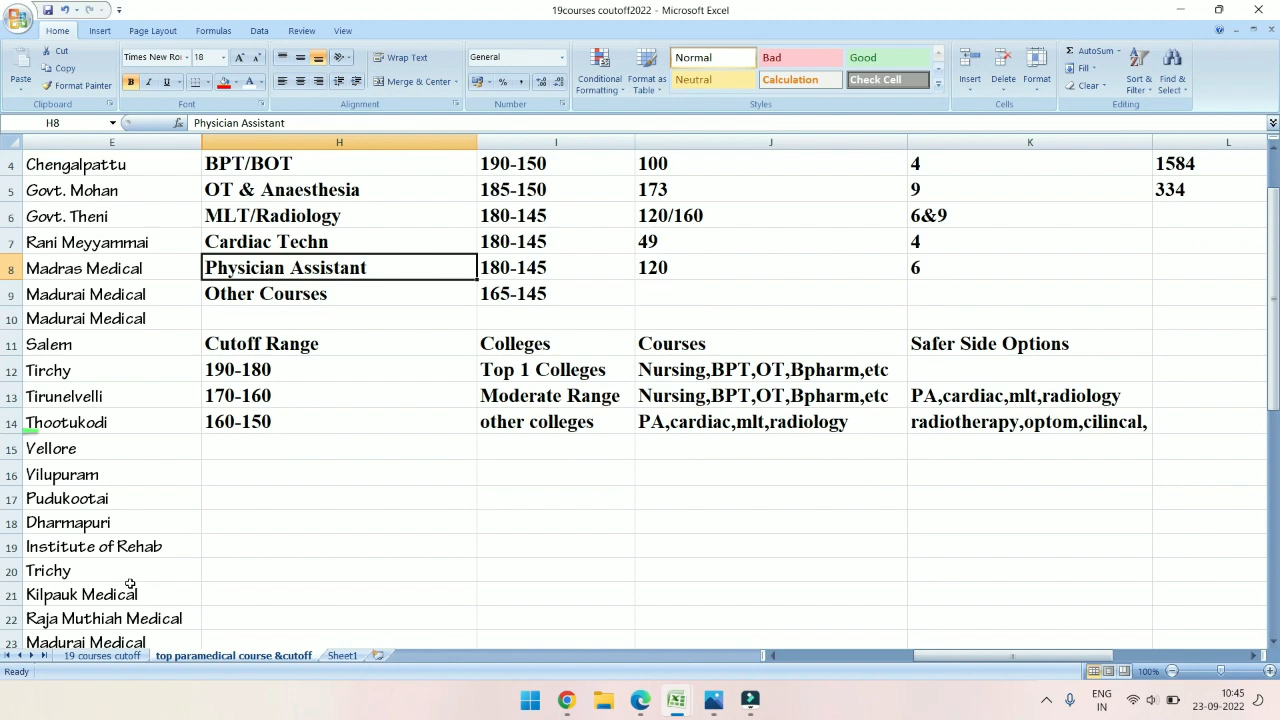 19courses coutoff2022 - Microsoft Excel
Home Insert Page Layout Formulas Data Review View
Cut
Copy
Format Painter
Paste
Clipboard
Times New Ro 18
Font
Wrap Text
Merge & Center
Alignment
General
Number
Conditional Formatting
Format as Table
Normal Bad Good
Neutral Calculation Check Cell
Styles
Insert Delete Format
Cells
AutoSum
Fill
Clear
Sort & Filter
Find & Select
Editing
H8 fx Physician Assistant
E H I J K L
4 Chengalpattu BPT/BOT 190-150 100 4 1584
5 Govt. Mohan OT & Anaesthesia 185-150 173 9 334
6 Govt. Theni MLT/Radiology 180-145 120/160 6&9
7 Rani Meyyammai Cardiac Techn 180-145 49 4
8 Madras Medical Physician Assistant 180-145 120 6
9 Madurai Medical Other Courses 165-145
10 Madurai Medical
11 Salem Cutoff Range Colleges Courses Safer Side Options
12 Tirchy 190-180 Top 1 Colleges Nursing,BPT,OT,Bpharm,etc
13 Tirunelvelli 170-160 Moderate Range Nursing,BPT,OT,Bpharm,etc PA,cardiac,mlt,radiology
14 Thootukodi 160-150 other colleges PA,cardiac,mlt,radiology radiotherapy,optom,cilincal,
15 Vellore
16 Vilupuram
17 Pudukootai
18 Dharmapuri
19 Institute of Rehab
20 Trichy
21 Kilpauk Medical
22 Raja Muthiah Medical
23 Madurai Medical
19 courses cutoff top paramedical course &cutoff Sheet1
Ready 100%
ENG IN 10:45 23-09-2022